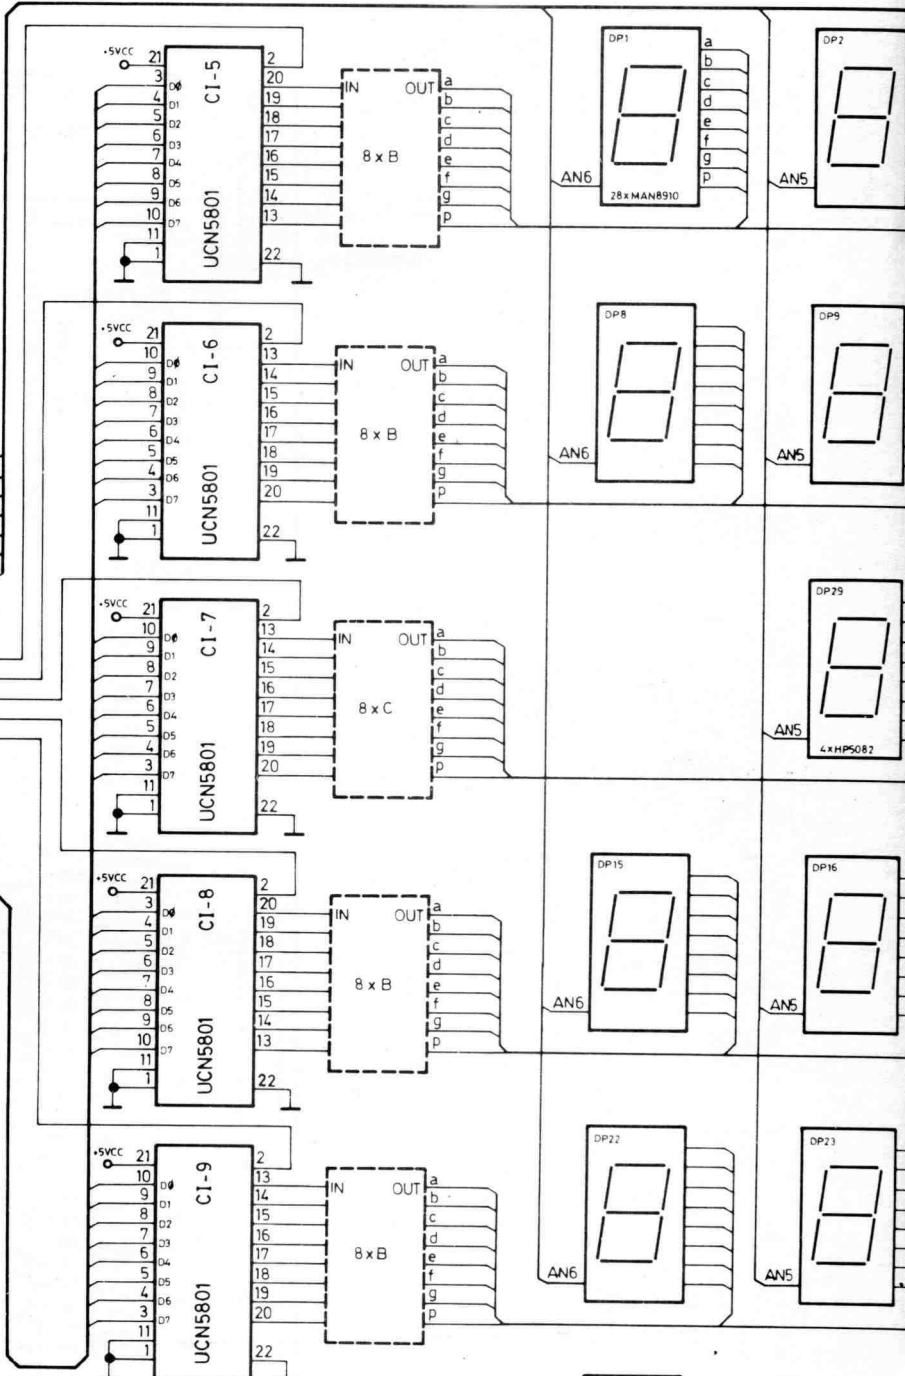 +5VCC
21
3
4
5
6
7
8
9
10
11
1
D0
D1
D2
D3
D4
D5
D6
D7
CI-5
UCN5801
2
20
19
18
17
16
15
14
13
22
IN OUT
8 x B
a
b
c
d
e
f
g
p
AN6
DP1
28xMAN8910
a
b
c
d
e
f
g
p
AN5
DP2
+5VCC
21
10
9
8
7
6
5
4
3
11
1
D0
D1
D2
D3
D4
D5
D6
D7
CI-6
UCN5801
2
13
14
15
16
17
18
19
20
22
IN OUT
8 x B
a
b
c
d
e
f
g
p
AN6
DP8
AN5
DP9
+5VCC
21
10
9
8
7
6
5
4
3
11
1
D0
D1
D2
D3
D4
D5
D6
D7
CI-7
UCN5801
2
13
14
15
16
17
18
19
20
22
IN OUT
8 x C
a
b
c
d
e
f
g
p
AN5
DP29
4xHP5082
+5VCC
21
3
4
5
6
7
8
9
10
11
1
D0
D1
D2
D3
D4
D5
D6
D7
CI-8
UCN5801
2
20
19
18
17
16
15
14
13
22
IN OUT
8 x B
a
b
c
d
e
f
g
p
AN6
DP15
AN5
DP16
+5VCC
21
10
9
8
7
6
5
4
3
11
1
D0
D1
D2
D3
D4
D5
D6
D7
CI-9
UCN5801
2
13
14
15
16
17
18
19
20
22
IN OUT
8 x B
a
b
c
d
e
f
g
p
AN6
DP22
AN5
DP23